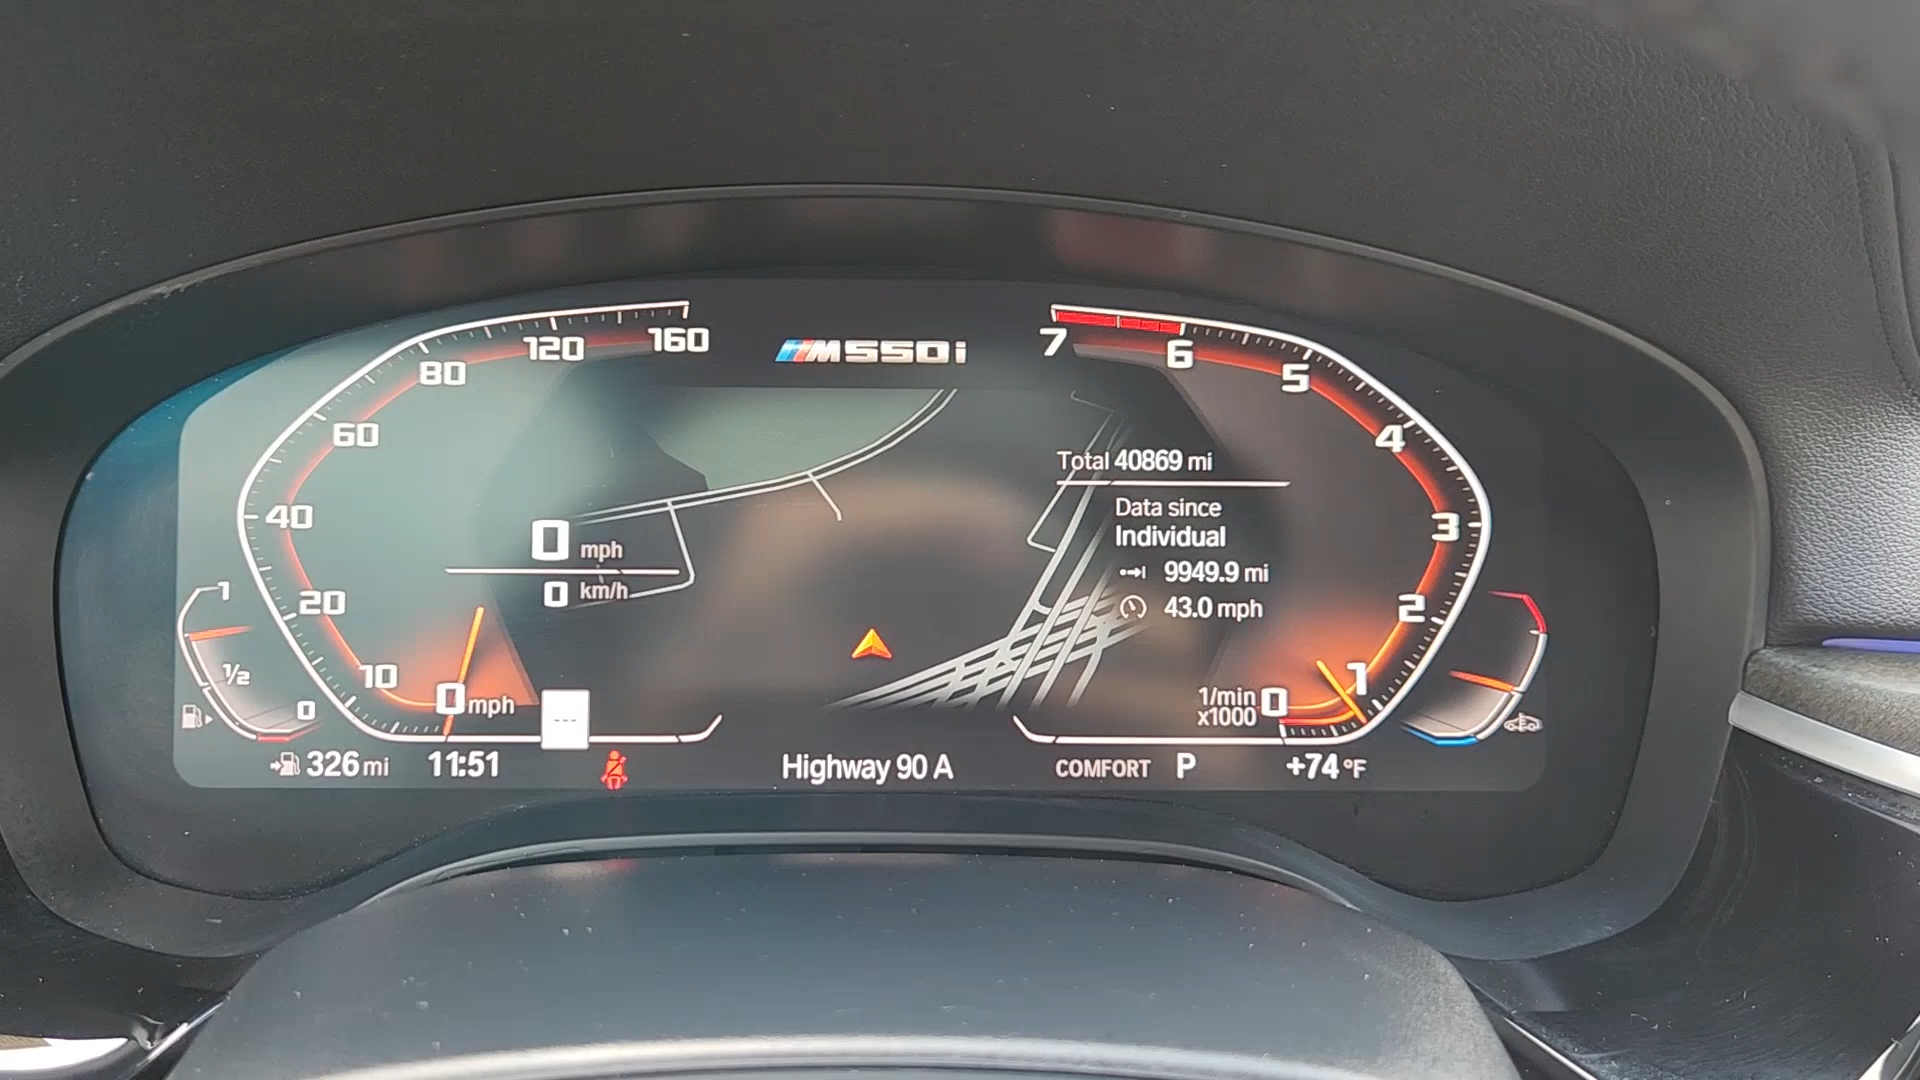 M550i
160
120
80
60
40
20
10
0 mph
0 mph
0 km/h
7
6
5
4
3
2
1
0
1/min
x1000
Total 40869 mi
Data since
Individual
9949.9 mi
43.0 mph
1
1/2
0
---
326 mi
11:51
Highway 90 A
COMFORT P
+74 °F